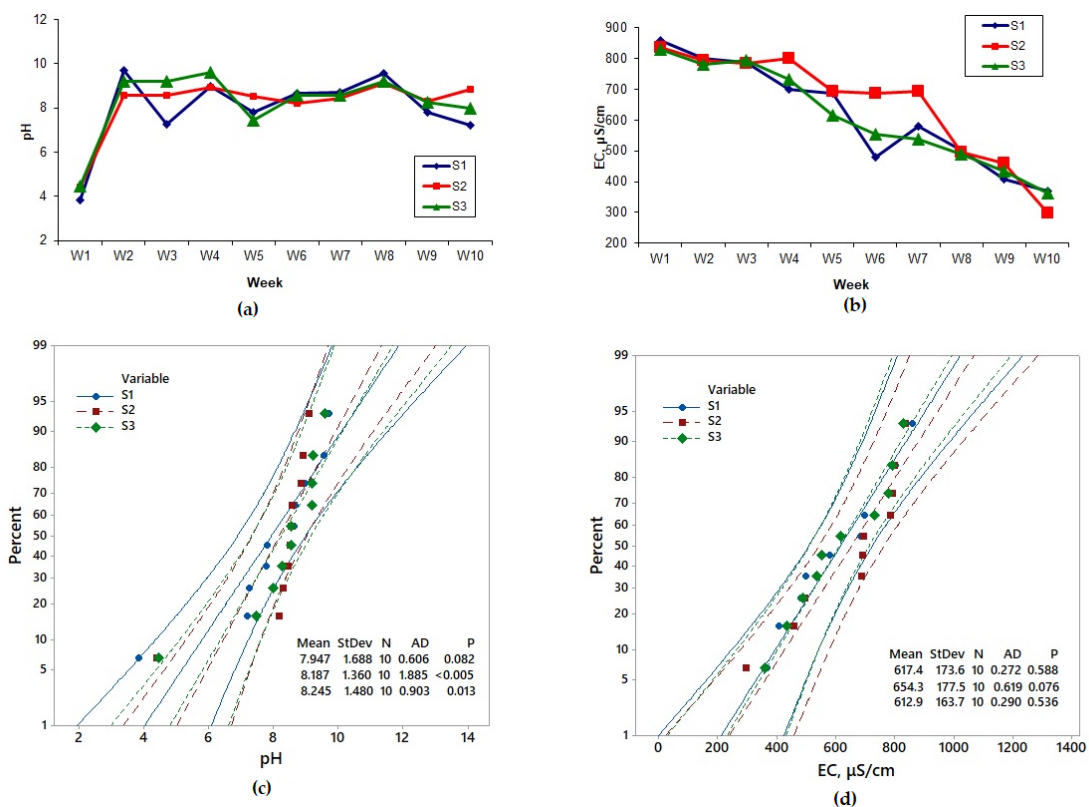 12
10
8
6
4
2
pH
S1
S2
S3
W1 W2 W3 W4 W5 W6 W7 W8 W9 W10
Week
(a)
900
800
700
600
500
400
300
200
EC, µS/cm
S1
S2
S3
W1 W2 W3 W4 W5 W6 W7 W8 W9 W10
Week
(b)
99
95
90
80
70
60
50
40
30
20
10
5
1
Percent
Variable
S1
S2
S3
Mean StDev N AD P
7.947 1.688 10 0.606 0.082
8.187 1.360 10 1.885 <0.005
8.245 1.480 10 0.903 0.013
2 4 6 8 10 12 14
pH
(c)
99
95
90
80
70
60
50
40
30
20
10
5
1
Percent
Variable
S1
S2
S3
Mean StDev N AD P
617.4 173.6 10 0.272 0.588
654.3 177.5 10 0.619 0.076
612.9 163.7 10 0.290 0.536
0 200 400 600 800 1000 1200 1400
EC, µS/cm
(d)